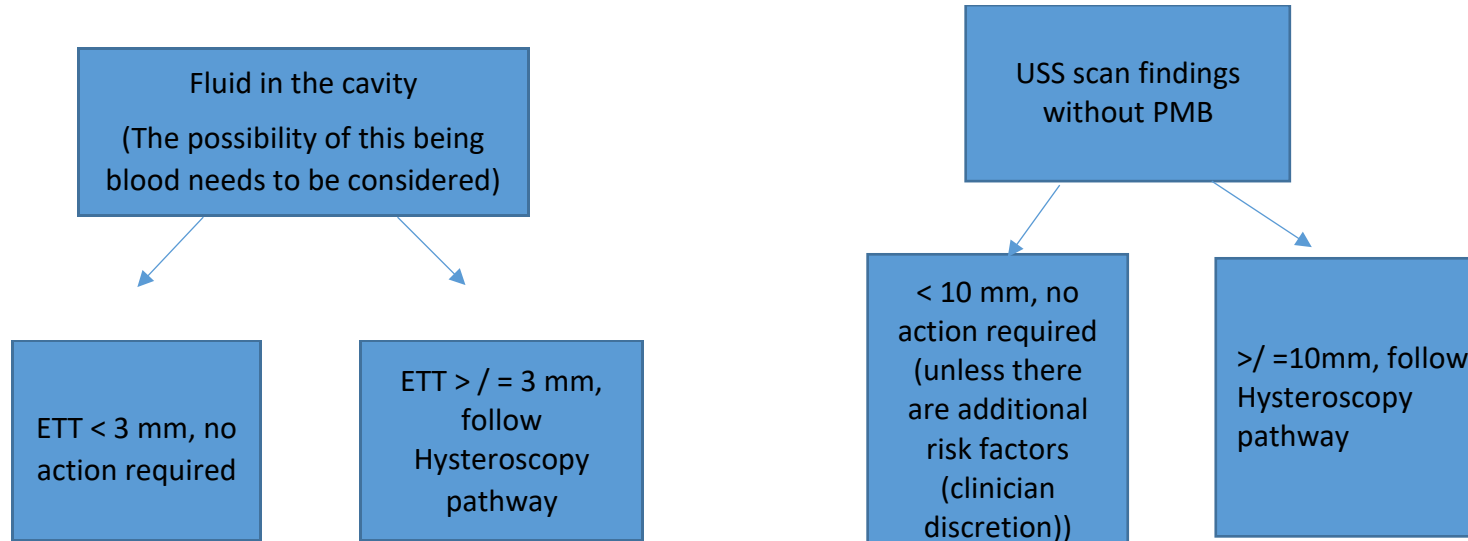 Fluid in the cavity
(The possibility of this being
blood needs to be considered)
ETT < 3 mm, no
action required
ETT > / = 3 mm,
follow
Hysteroscopy
pathway
USS scan findings
without PMB
< 10 mm, no
action required
(unless there
are additional
risk factors
(clinician
discretion))
>/ =10mm, follow
Hysteroscopy
pathway